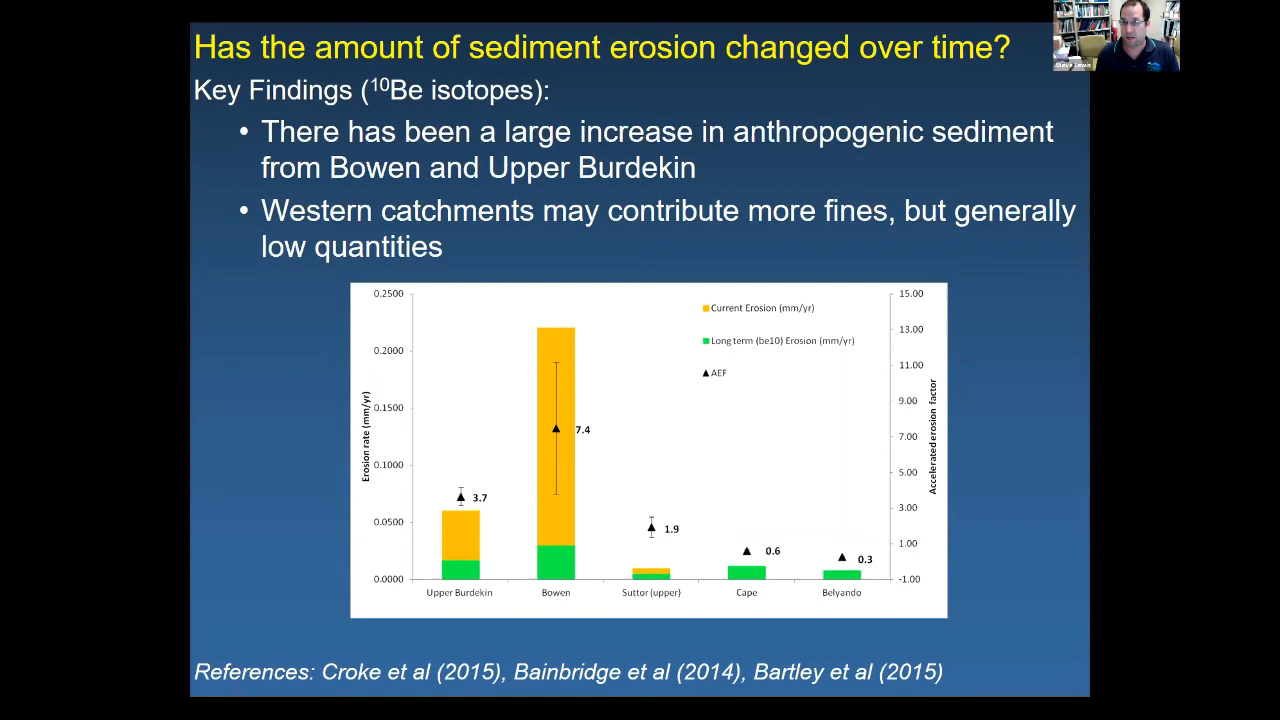 Has the amount of sediment erosion changed over time?
Steve Lewis
Key Findings (¹⁰Be isotopes):
• There has been a large increase in anthropogenic sediment
from Bowen and Upper Burdekin
• Western catchments may contribute more fines, but generally
low quantities
0.2500
0.2000
0.1500
0.1000
0.0500
0.0000
Erosion rate (mm/yr)
Current Erosion (mm/yr)
Long term (be10) Erosion (mm/yr)
AEF
3.7
7.4
1.9
0.6
0.3
15.00
13.00
11.00
9.00
7.00
5.00
3.00
1.00
-1.00
Accelerated erosion factor
Upper Burdekin
Bowen
Suttor (upper)
Cape
Belyando
References: Croke et al (2015), Bainbridge et al (2014), Bartley et al (2015)